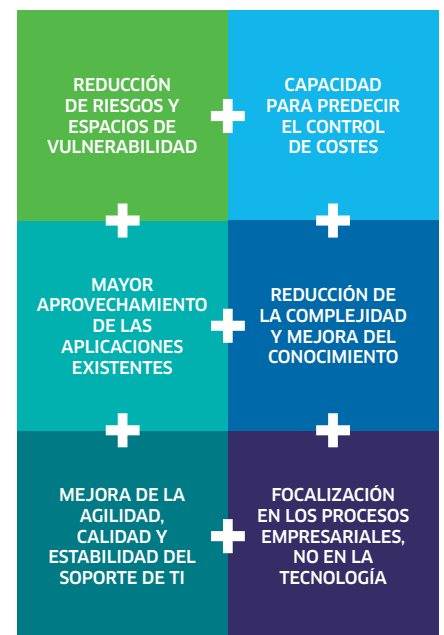 REDUCCIÓN
DE RIESGOS Y
ESPACIOS DE
VULNERABILIDAD
CAPACIDAD
PARA PREDECIR
EL CONTROL
DE COSTES
MAYOR
APROVECHAMIENTO
DE LAS
APLICACIONES
EXISTENTES
REDUCCIÓN DE
LA COMPLEJIDAD
Y MEJORA DEL
CONOCIMIENTO
MEJORA DE LA
AGILIDAD,
CALIDAD Y
ESTABILIDAD DEL
SOPORTE DE TI
FOCALIZACIÓN
EN LOS PROCESOS
EMPRESARIALES,
NO EN LA
TECNOLOGÍA